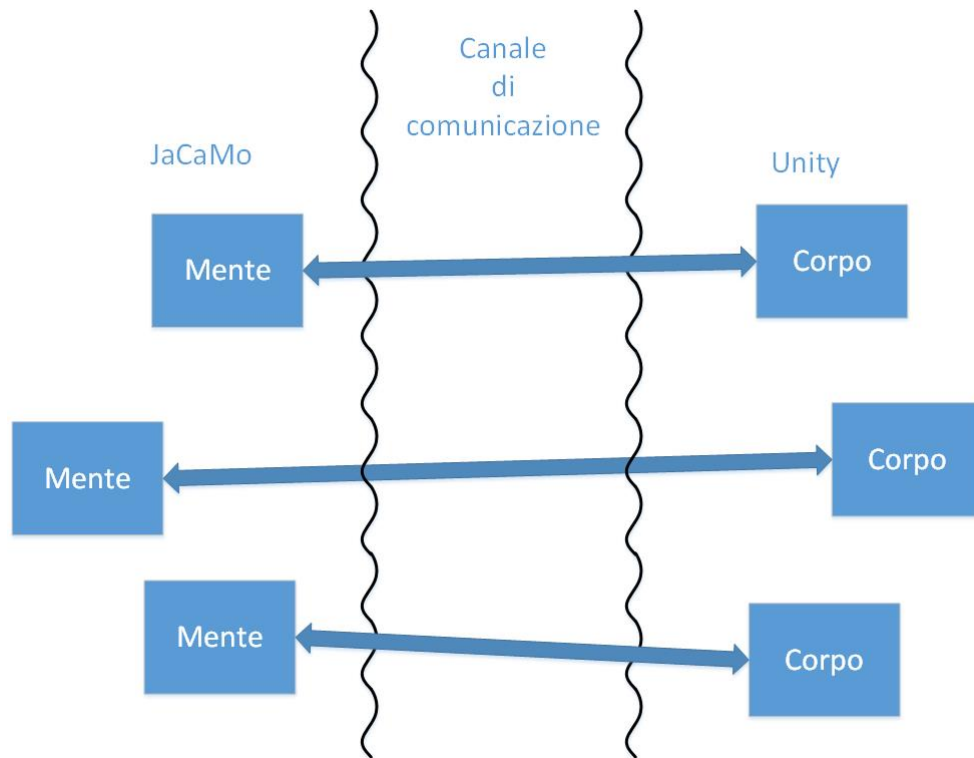 Canale
di
comunicazione
JaCaMo
Unity
Mente
Corpo
Mente
Corpo
Mente
Corpo